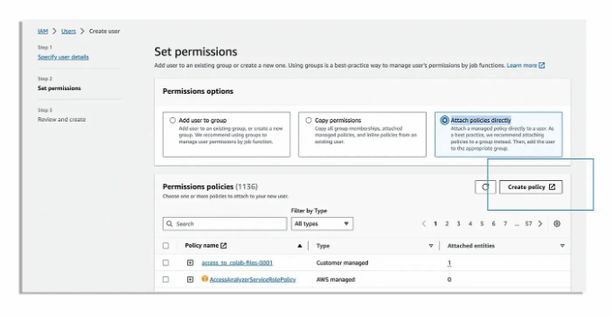 IAM > Users > Create user
Step 1
Specify user details
Step 2
Set permissions
Step 3
Review and create
Set permissions
Add user to an existing group or create a new one. Using groups is a best-practice way to manage user's permissions by job functions. Learn more
Permissions options
Add user to group
Add user to an existing group, or create a new
group. We recommend using groups to
manage user permissions by job function.
Copy permissions
Copy all group memberships, attached
managed policies, and inline policies from an
existing user.
Attach policies directly
Attach a managed policy directly to a user. As
a best practice, we recommend attaching
policies to a group instead. Then, add the user
to the appropriate group.
Permissions policies (1136)
Choose one or more policies to attach to your new user.
Create policy
Filter by Type
Search
All types
1 2 3 4 5 6 7 ... 57
Policy name Type Attached entities
access_to_colab-files-0001 Customer managed 1
AccessAnalyzerServiceRolePolicy AWS managed 0